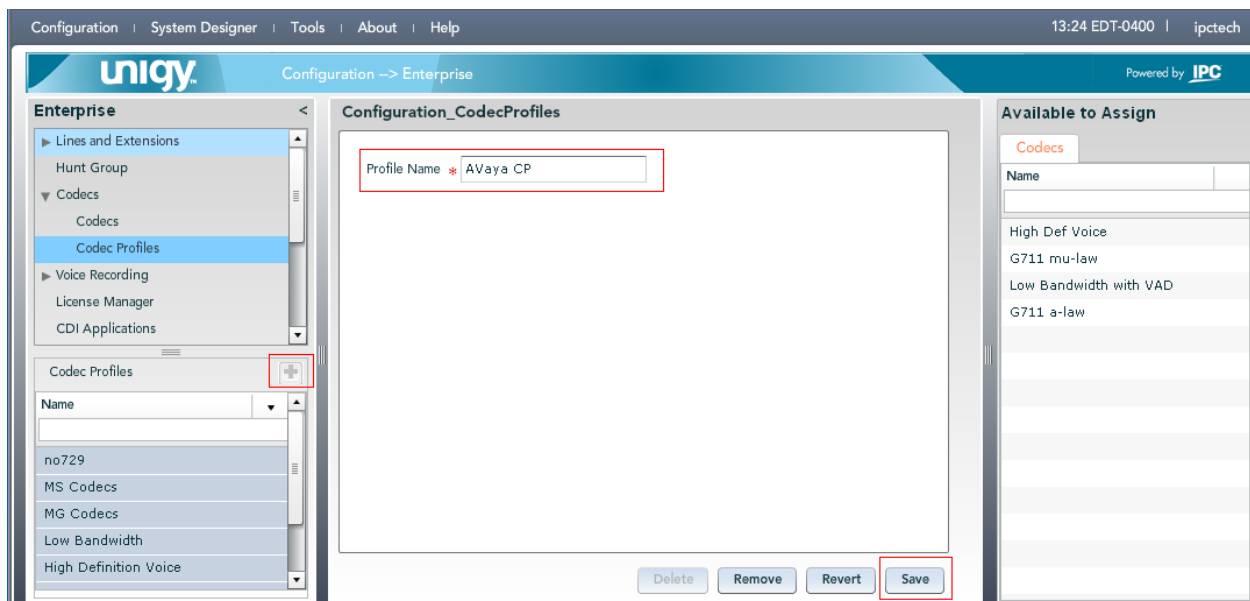 Configuration | System Designer | Tools | About | Help
13:24 EDT-0400 | ipctech
unigy.
Configuration --> Enterprise
Powered by IPC
Enterprise <
Lines and Extensions
Hunt Group
Codecs
Codecs
Codec Profiles
Voice Recording
License Manager
CDI Applications
Codec Profiles
Name
no729
MS Codecs
MG Codecs
Low Bandwidth
High Definition Voice
Configuration_CodecProfiles
Profile Name * AVaya CP
Delete Remove Revert Save
Available to Assign
Codecs
Name
High Def Voice
G711 mu-law
Low Bandwidth with VAD
G711 a-law